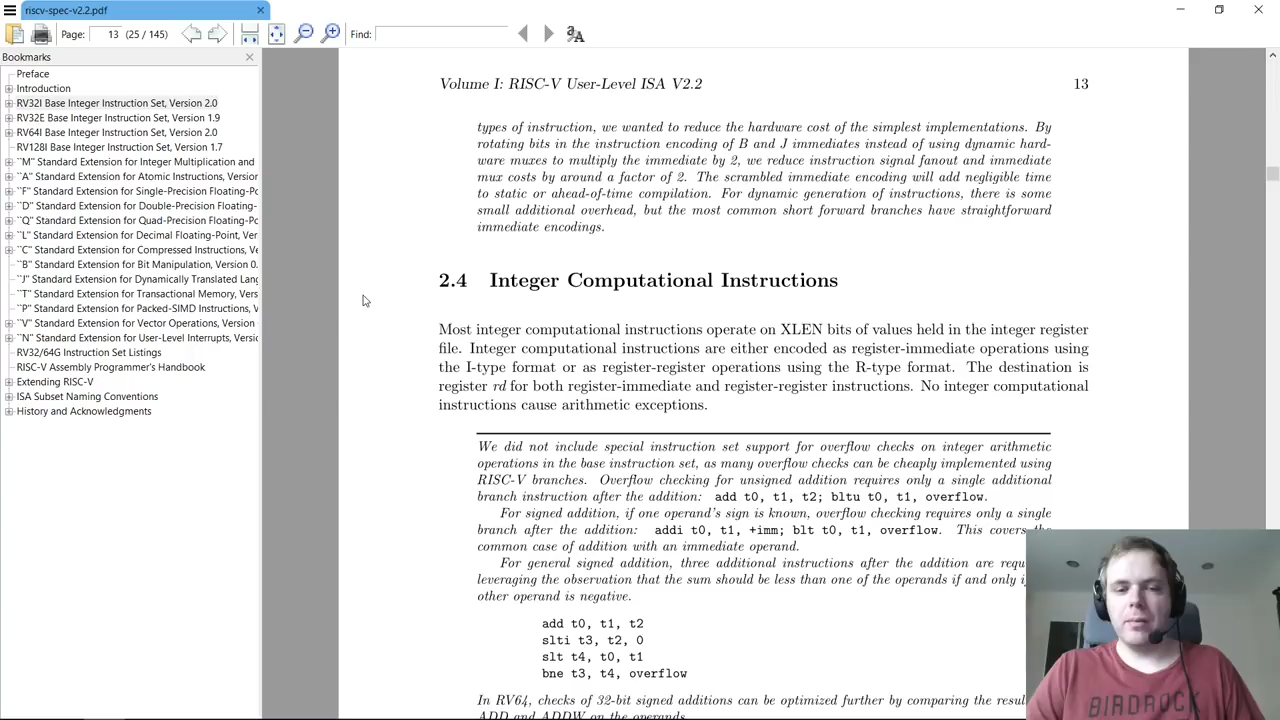 riscv-spec-v2.2.pdf
Page: 13 (25 / 145) Find:
Bookmarks
Preface
Introduction
RV32I Base Integer Instruction Set, Version 2.0
RV32E Base Integer Instruction Set, Version 1.9
RV64I Base Integer Instruction Set, Version 2.0
RV128I Base Integer Instruction Set, Version 1.7
``M'' Standard Extension for Integer Multiplication and
``A'' Standard Extension for Atomic Instructions, Version
``F'' Standard Extension for Single-Precision Floating-Po
``D'' Standard Extension for Double-Precision Floating-
``Q'' Standard Extension for Quad-Precision Floating-Po
``L'' Standard Extension for Decimal Floating-Point, Ver
``C'' Standard Extension for Compressed Instructions, Ve
``B'' Standard Extension for Bit Manipulation, Version 0.
``J'' Standard Extension for Dynamically Translated Lang
``T'' Standard Extension for Transactional Memory, Vers
``P'' Standard Extension for Packed-SIMD Instructions, V
``V'' Standard Extension for Vector Operations, Version
``N'' Standard Extension for User-Level Interrupts, Versio
RV32/64G Instruction Set Listings
RISC-V Assembly Programmer's Handbook
Extending RISC-V
ISA Subset Naming Conventions
History and Acknowledgments
Volume I: RISC-V User-Level ISA V2.2 13
types of instruction, we wanted to reduce the hardware cost of the simplest implementations. By
rotating bits in the instruction encoding of B and J immediates instead of using dynamic hard-
ware muxes to multiply the immediate by 2, we reduce instruction signal fanout and immediate
mux costs by around a factor of 2. The scrambled immediate encoding will add negligible time
to static or ahead-of-time compilation. For dynamic generation of instructions, there is some
small additional overhead, but the most common short forward branches have straightforward
immediate encodings.
2.4 Integer Computational Instructions
Most integer computational instructions operate on XLEN bits of values held in the integer register
file. Integer computational instructions are either encoded as register-immediate operations using
the I-type format or as register-register operations using the R-type format. The destination is
register rd for both register-immediate and register-register instructions. No integer computational
instructions cause arithmetic exceptions.
We did not include special instruction set support for overflow checks on integer arithmetic
operations in the base instruction set, as many overflow checks can be cheaply implemented using
RISC-V branches. Overflow checking for unsigned addition requires only a single additional
branch instruction after the addition: add t0, t1, t2; bltu t0, t1, overflow.
For signed addition, if one operand's sign is known, overflow checking requires only a single
branch after the addition: addi t0, t1, +imm; blt t0, t1, overflow. This covers the
common case of addition with an immediate operand.
For general signed addition, three additional instructions after the addition are requ
leveraging the observation that the sum should be less than one of the operands if and only i
other operand is negative.
add t0, t1, t2
slti t3, t2, 0
slt t4, t0, t1
bne t3, t4, overflow
In RV64, checks of 32-bit signed additions can be optimized further by comparing the resul
ADD and ADDW on the operands
BIRDROCK